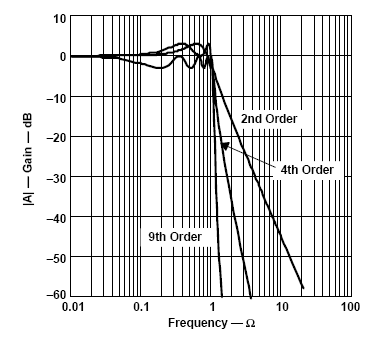 10
0
–10
–20
–30
–40
–50
–60
|A| — Gain — dB
2nd Order
4th Order
9th Order
0.01 0.1 1 10 100
Frequency — Ω